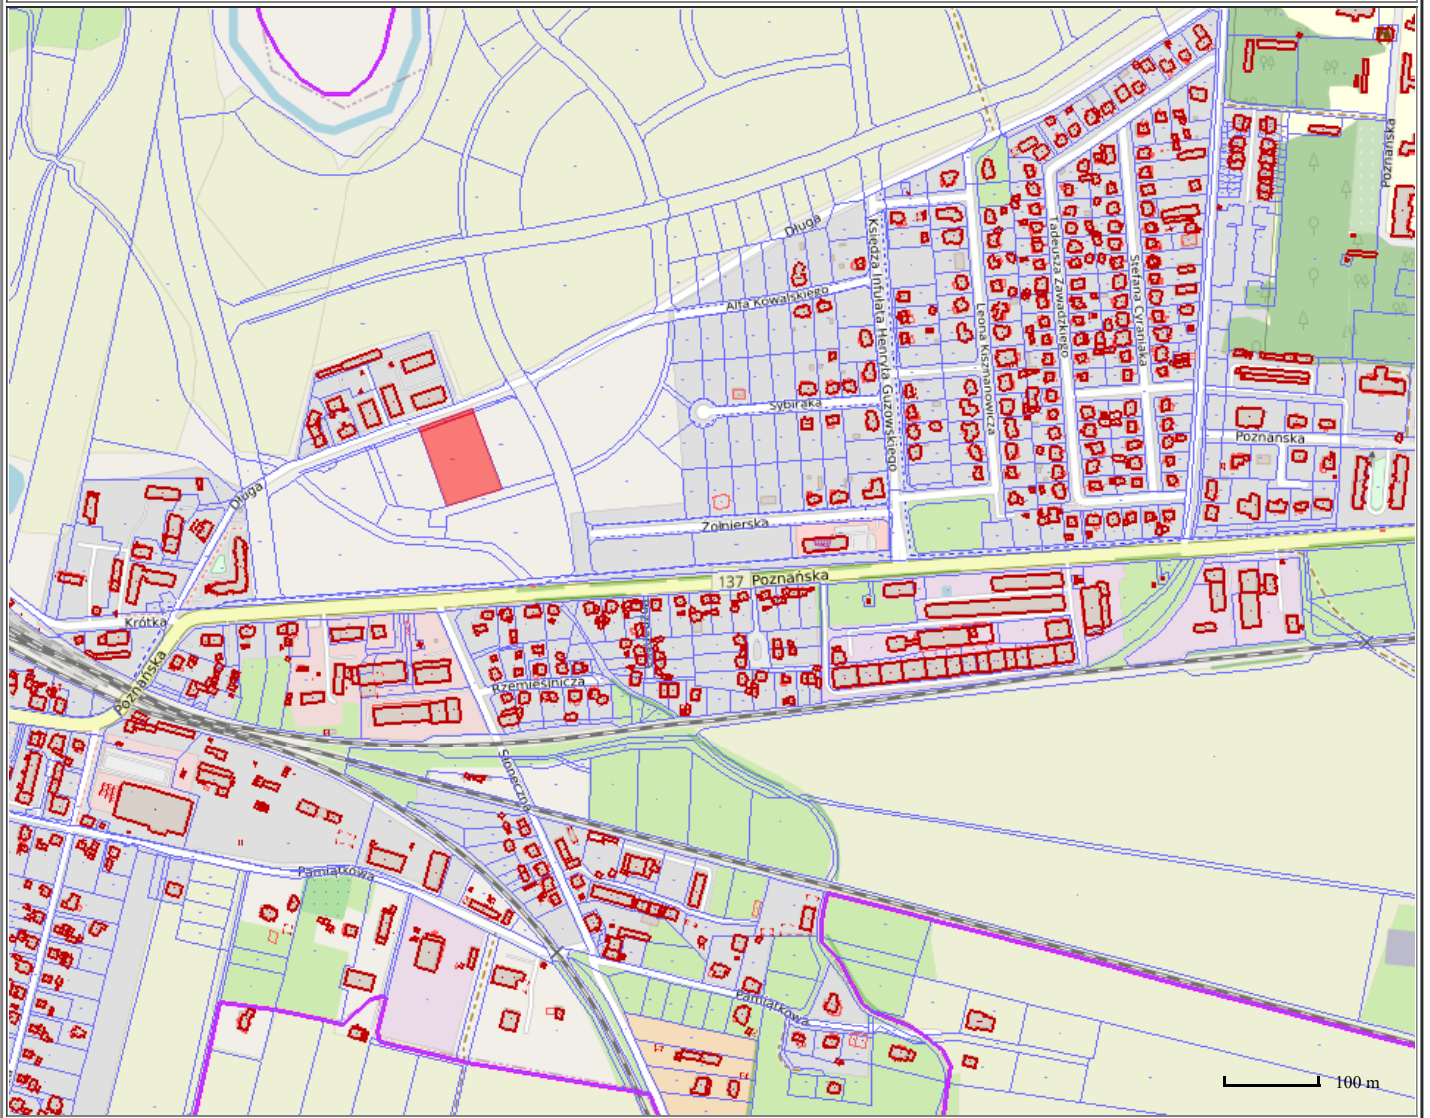 Poznańska
Długa
Księdza Infułata Henryta Guzowskiego
Tadeusza Zawadzkiego
Stefana Cyraniaka
Alfa Kowalskiego
Leona Kiszmanowicza
Sybiraka
Poznańska
Długa
Żołnierska
137 Poznańska
Krótka
Poznańska
Rzemieślnicza
Słoneczna
Pamiątkowa
Pamiątkowa
100 m